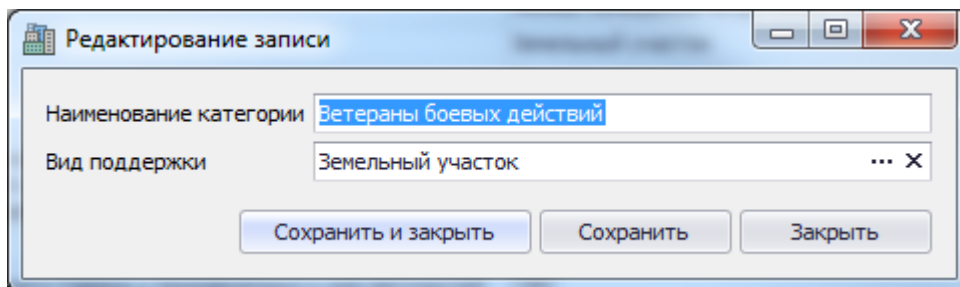 Редактирование записи
Наименование категории Ветераны боевых действий
Вид поддержки Земельный участок ... X
Сохранить и закрыть Сохранить Закрыть